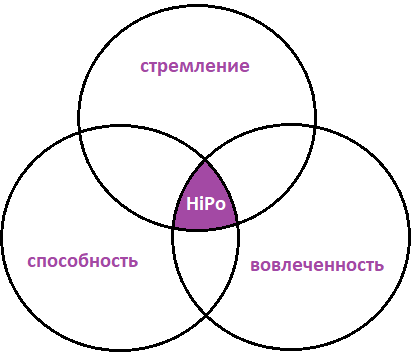 стремление
HiPo
способность
вовлеченность